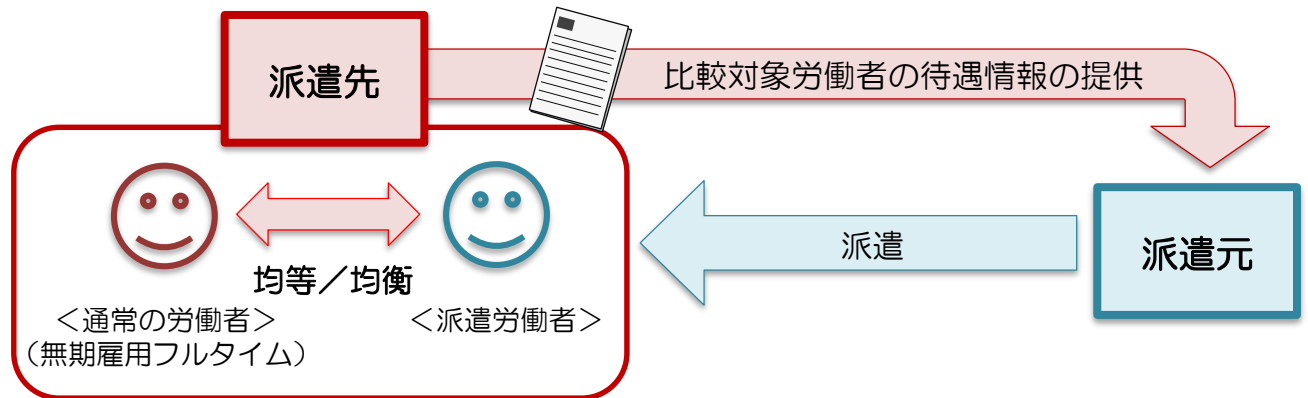 派遣先
比較対象労働者の待遇情報の提供
派遣
派遣元
均等／均衡
＜通常の労働者＞
（無期雇用フルタイム）
＜派遣労働者＞